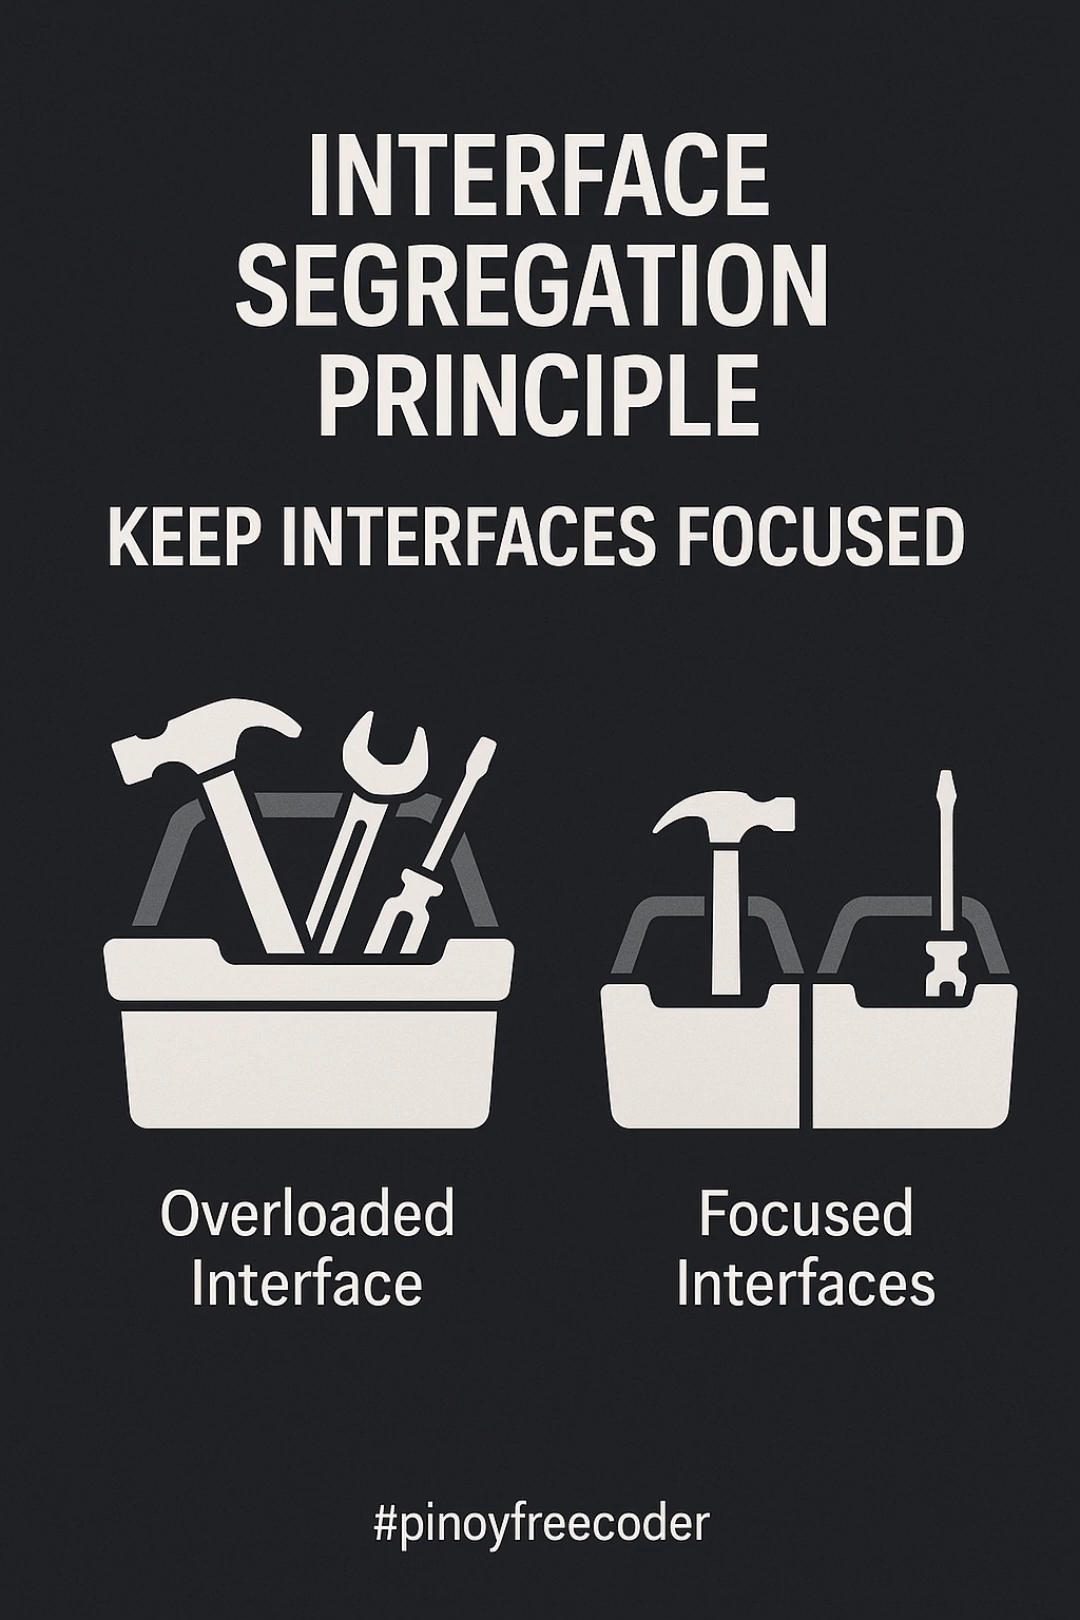 INTERFACE
SEGREGATION
PRINCIPLE
KEEP INTERFACES FOCUSED
Overloaded
Interface
Focused
Interfaces
#pinoyfreecoder